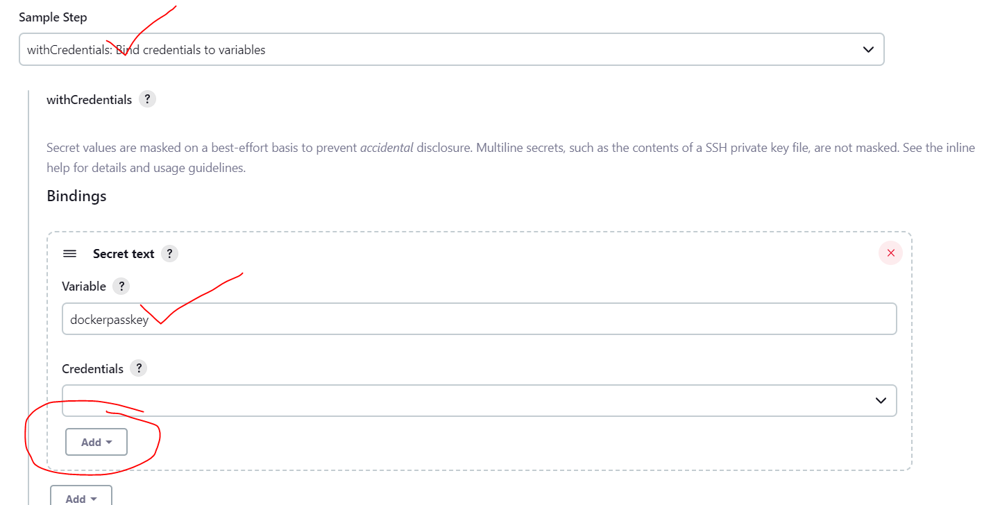 Sample Step
withCredentials: Bind credentials to variables
withCredentials ?
Secret values are masked on a best-effort basis to prevent accidental disclosure. Multiline secrets, such as the contents of a SSH private key file, are not masked. See the inline
help for details and usage guidelines.
Bindings
Secret text ?
Variable ?
dockerpasskey
Credentials ?
Add
Add